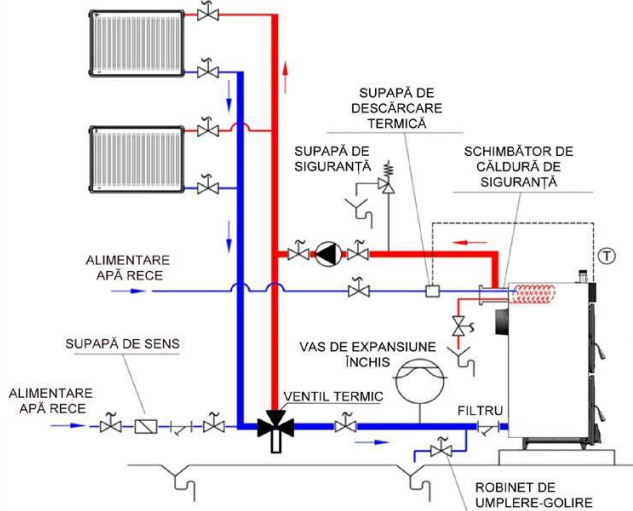 SUPAPĂ DE
DESCĂRCARE
TERMICĂ
SUPAPĂ DE
SIGURANȚĂ
SCHIMBĂTOR DE
CĂLDURĂ DE
SIGURANȚĂ
ALIMENTARE
APĂ RECE
T
SUPAPĂ DE SENS
VAS DE EXPANSIUNE
ÎNCHIS
ALIMENTARE
APĂ RECE
VENTIL TERMIC
FILTRU
ROBINET DE
UMPLERE-GOLIRE